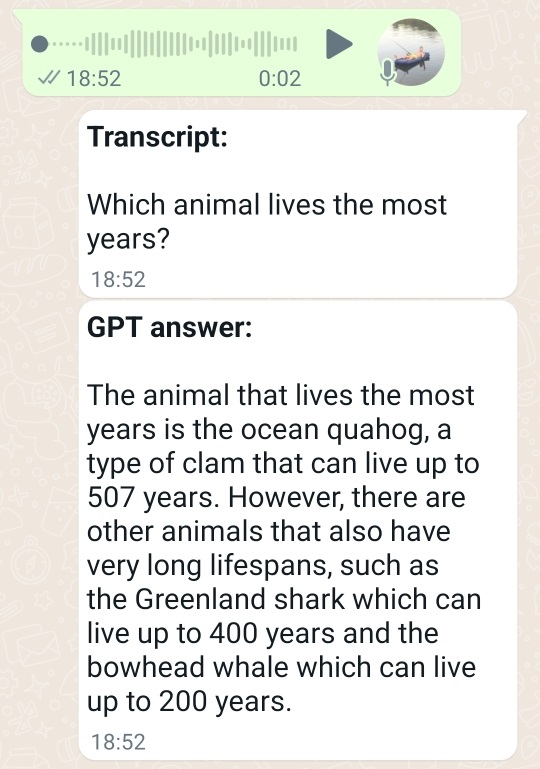 18:52 0:02
Transcript:
Which animal lives the most
years?
18:52
GPT answer:
The animal that lives the most
years is the ocean quahog, a
type of clam that can live up to
507 years. However, there are
other animals that also have
very long lifespans, such as
the Greenland shark which can
live up to 400 years and the
bowhead whale which can live
up to 200 years.
18:52